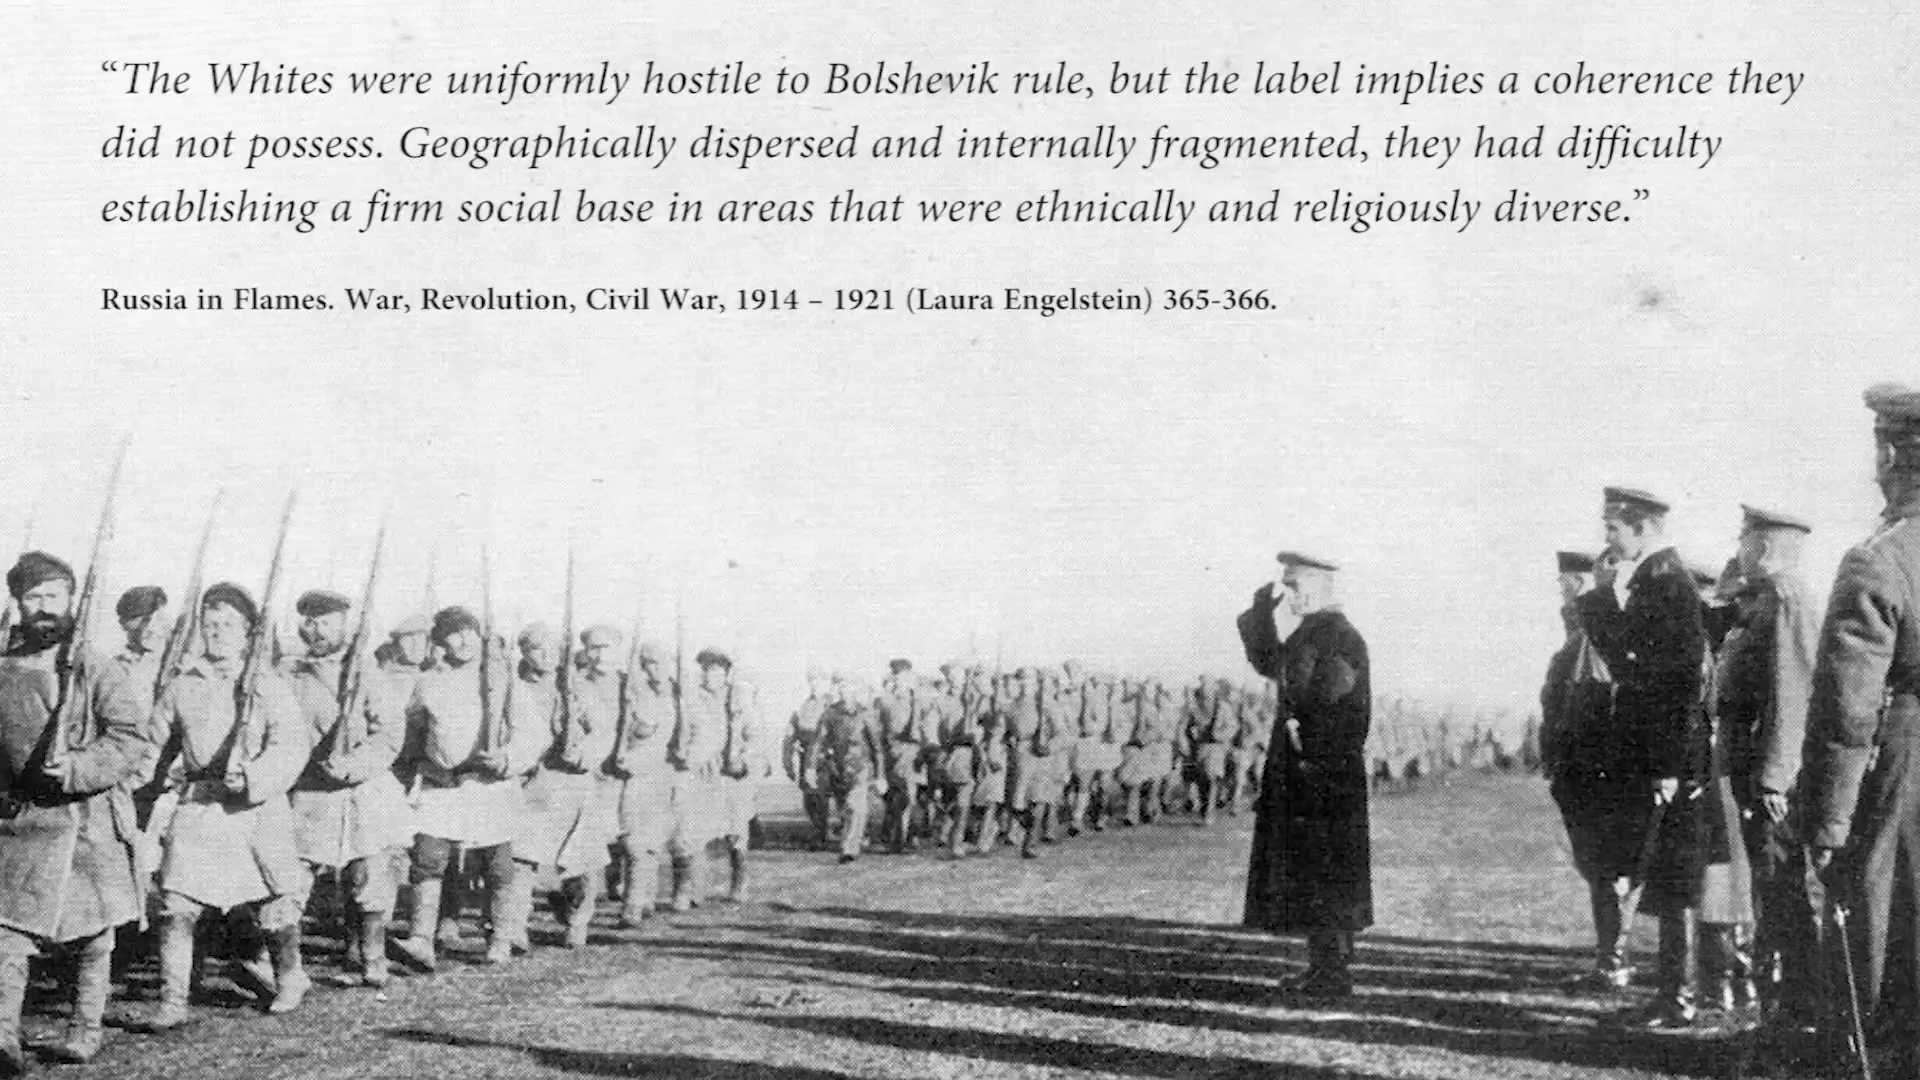 “The Whites were uniformly hostile to Bolshevik rule, but the label implies a coherence they
did not possess. Geographically dispersed and internally fragmented, they had difficulty
establishing a firm social base in areas that were ethnically and religiously diverse.”
Russia in Flames. War, Revolution, Civil War, 1914 – 1921 (Laura Engelstein) 365-366.